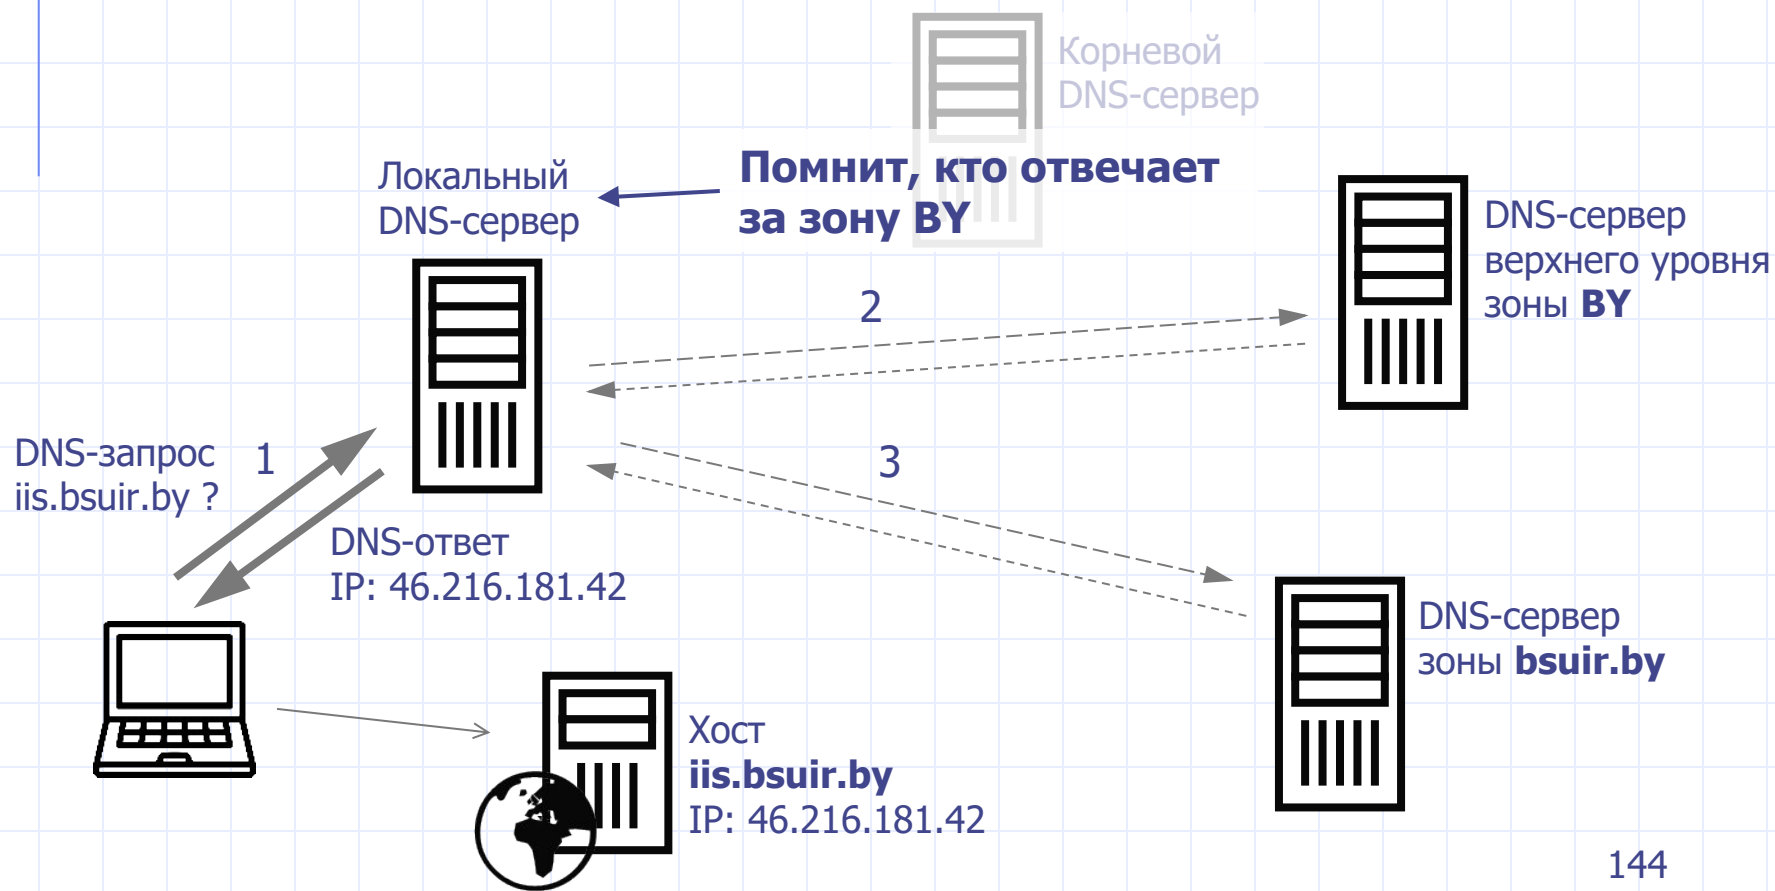 Корневой
DNS-сервер
Локальный
DNS-сервер
Помнит, кто отвечает
за зону BY
DNS-сервер
верхнего уровня
зоны BY
2
DNS-запрос
iis.bsuir.by ?
1
3
DNS-ответ
IP: 46.216.181.42
DNS-сервер
зоны bsuir.by
Хост
iis.bsuir.by
IP: 46.216.181.42
144